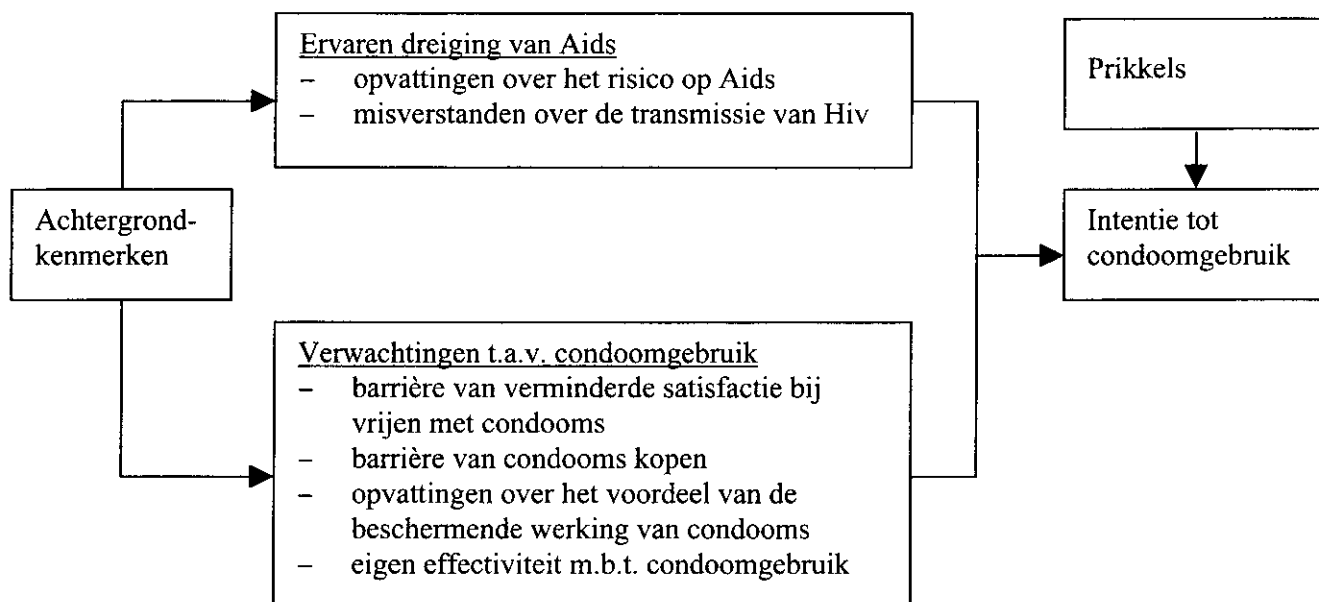 Ervaren dreiging van Aids
– opvattingen over het risico op Aids
– misverstanden over de transmissie van Hiv
Prikkels
Achtergrond-
kenmerken
Intentie tot
condoomgebruik
Verwachtingen t.a.v. condoomgebruik
– barrière van verminderde satisfactie bij
vrijen met condooms
– barrière van condooms kopen
– opvattingen over het voordeel van de
beschermende werking van condooms
– eigen effectiviteit m.b.t. condoomgebruik